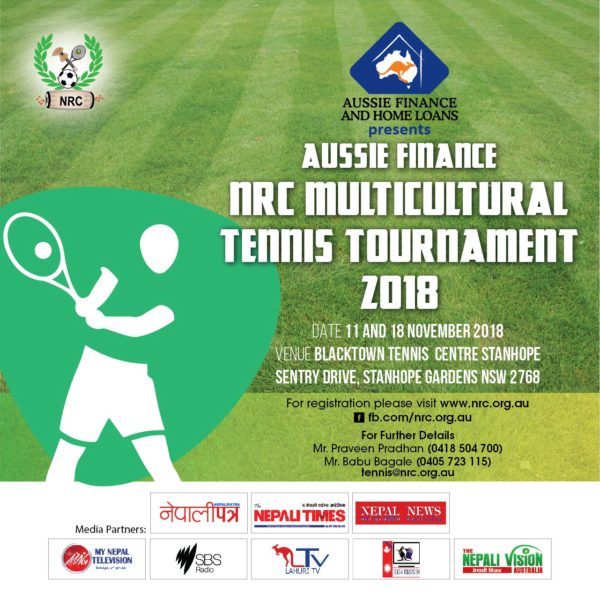 NRC
AUSSIE FINANCE
AND HOME LOANS
presents
AUSSIE FINANCE
NRC MULTICULTURAL
TENNIS TOURNAMENT
2018
DATE 11 AND 18 NOVEMBER 2018
VENUE BLACKTOWN TENNIS CENTRE STANHOPE
SENTRY DRIVE, STANHOPE GARDENS NSW 2768
For registration please visit www.nrc.org.au
f fb.com/nrc.org.au
For Further Details
Mr. Praveen Pradhan (0418 504 700)
Mr. Babu Bagale (0405 723 115)
tennis@nrc.org.au
Media Partners:
NEPALIPATRA
नेपालीपत्र
The
NEPALI TIMES
NEPAL NEWS
MY NEPAL
TELEVISION
SBS
Radio
LTV
LAHURI TV
THE
NEPALI VISION
AUSTRALIA